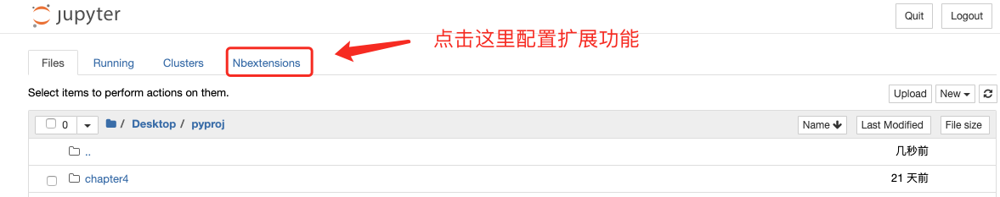 jupyter
Quit Logout
点击这里配置扩展功能
Files Running Clusters Nbextensions
Select items to perform actions on them.
Upload New
0 / Desktop / pyproj Name Last Modified File size
.. 几秒前
chapter4 21 天前